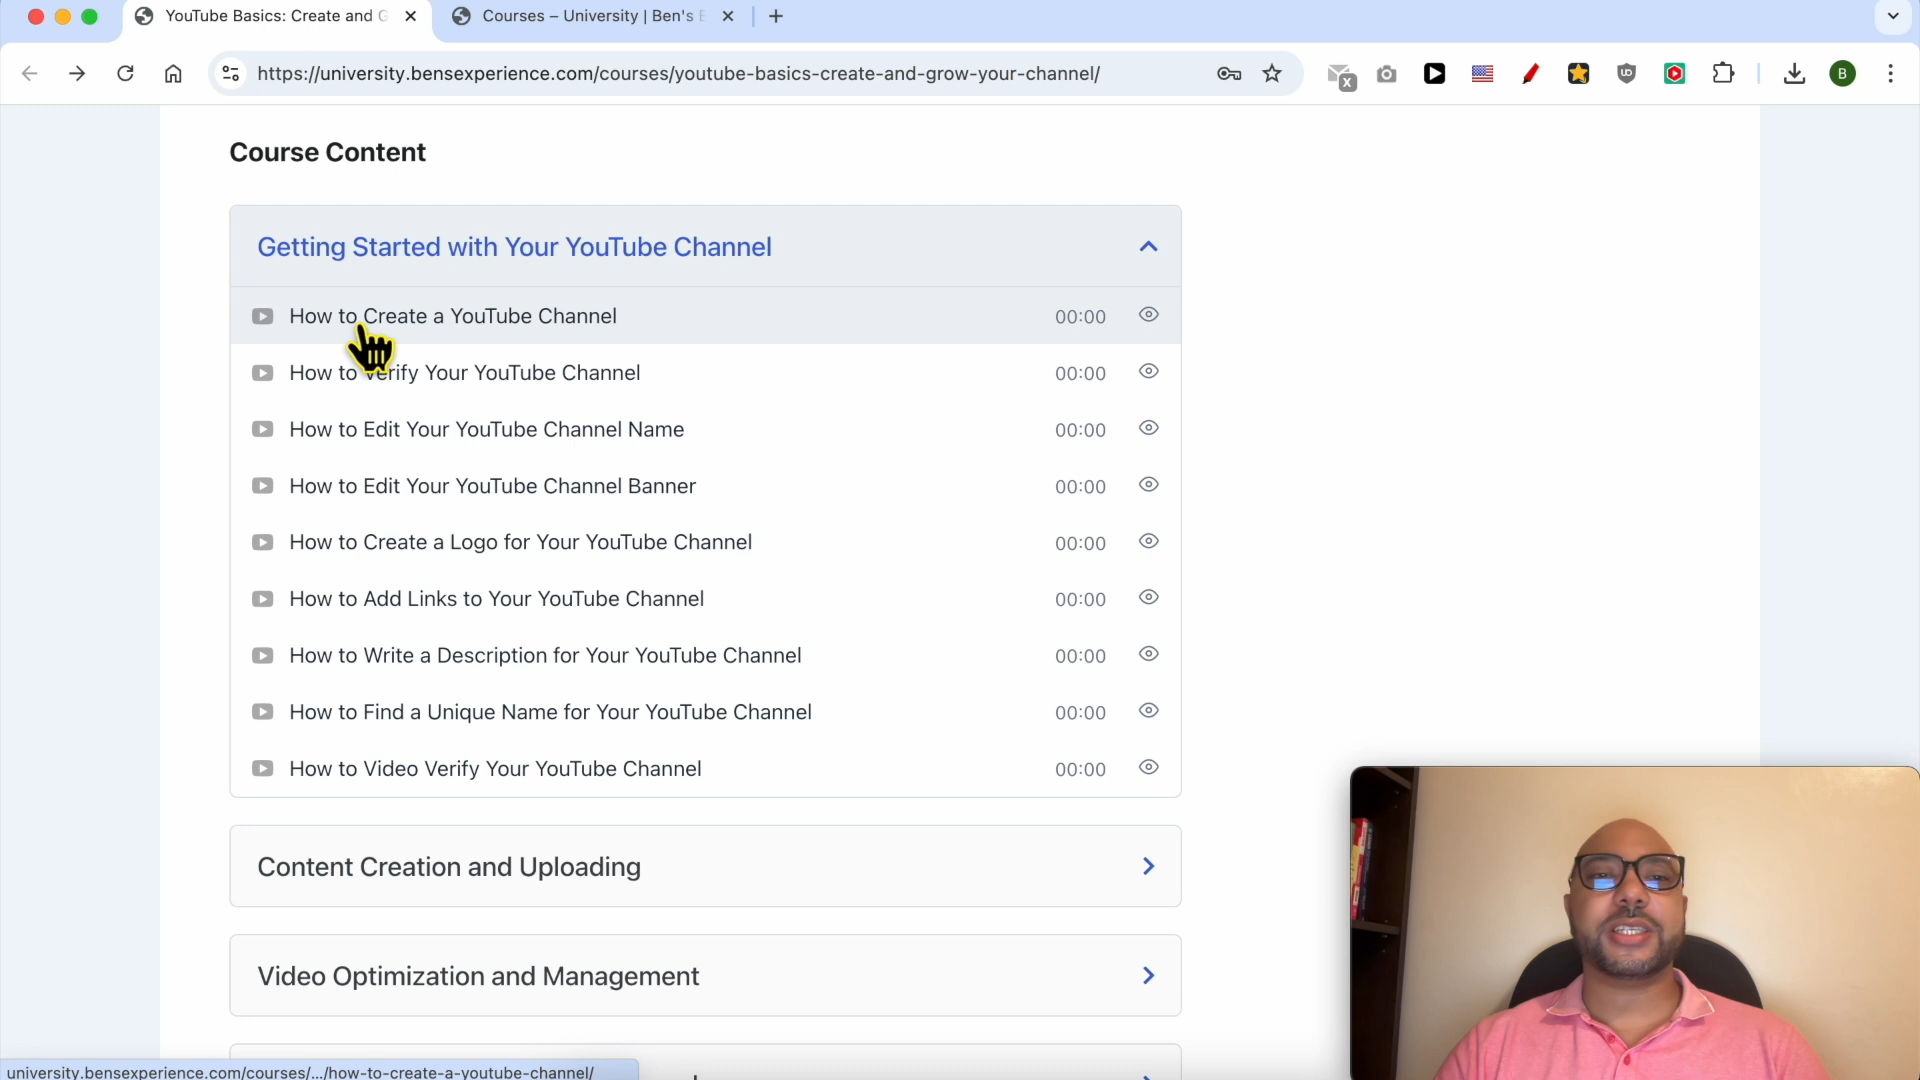 YouTube Basics: Create and G
Courses – University | Ben's E
https://university.bensexperience.com/courses/youtube-basics-create-and-grow-your-channel/
x
B
Course Content
Getting Started with Your YouTube Channel
How to Create a YouTube Channel 00:00
How to Verify Your YouTube Channel 00:00
How to Edit Your YouTube Channel Name 00:00
How to Edit Your YouTube Channel Banner 00:00
How to Create a Logo for Your YouTube Channel 00:00
How to Add Links to Your YouTube Channel 00:00
How to Write a Description for Your YouTube Channel 00:00
How to Find a Unique Name for Your YouTube Channel 00:00
How to Video Verify Your YouTube Channel 00:00
Content Creation and Uploading
Video Optimization and Management
university.bensexperience.com/courses/.../how-to-create-a-youtube-channel/